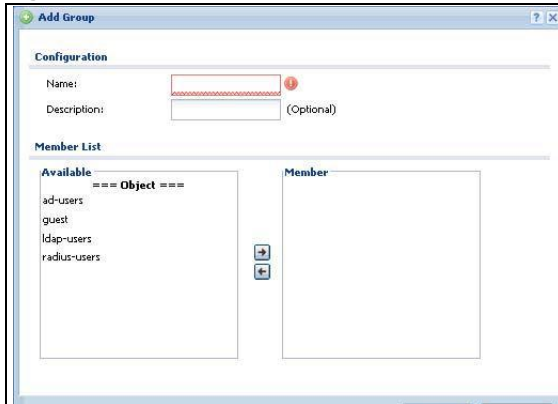 Add Group
? X
Configuration
Name:
Description: (Optional)
Member List
Available Member
=== Object ===
ad-users
guest
ldap-users
radius-users